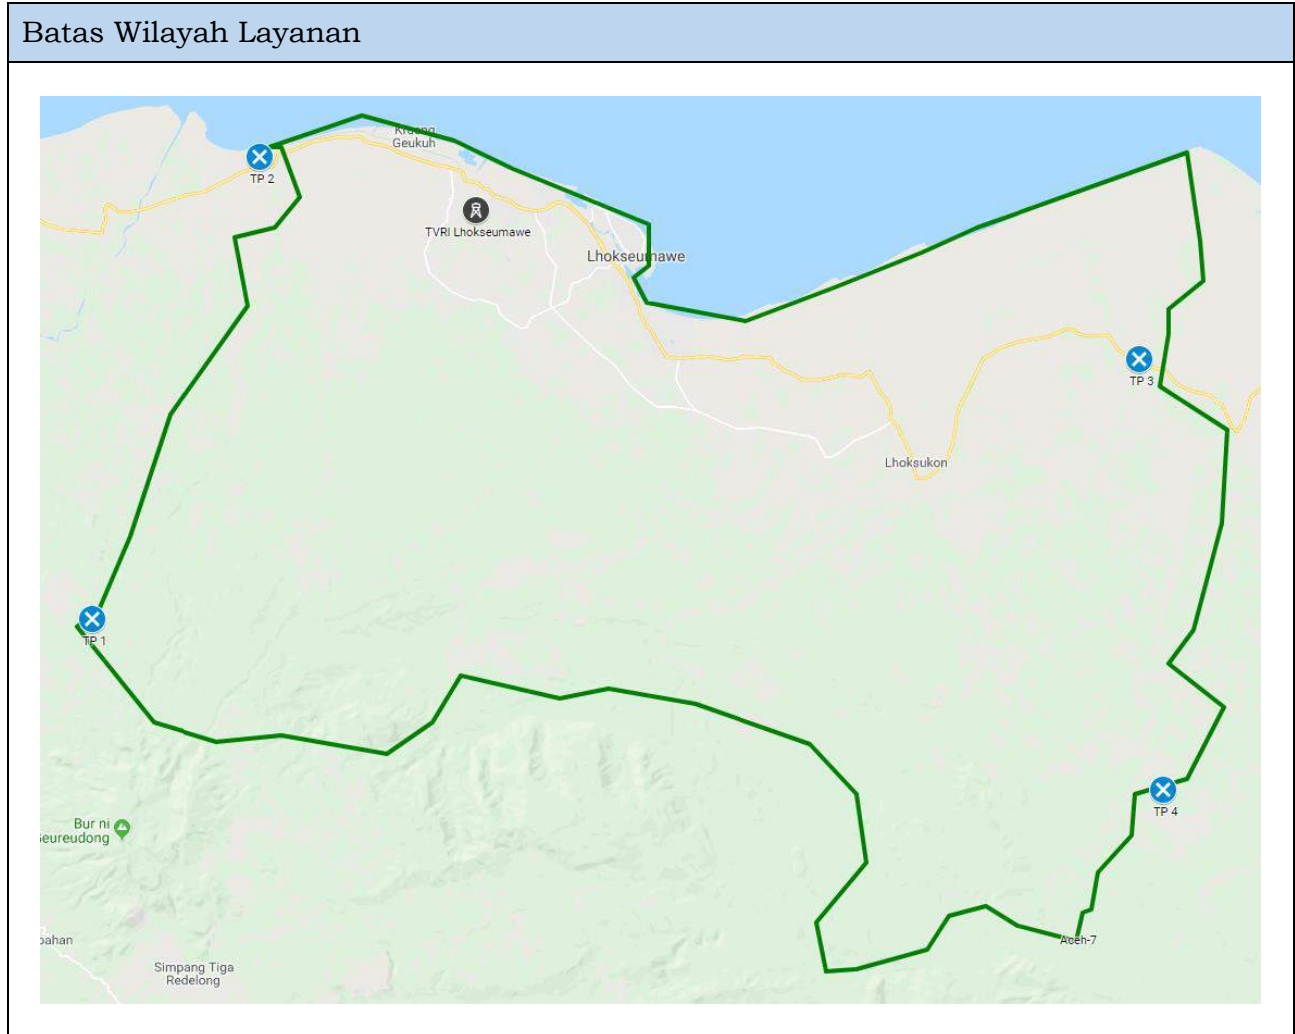 Batas Wilayah Layanan
Krueng
Geukuh
TP 2
TVRI Lhokseumawe
Lhokseumawe
TP 3
Lhoksukon
TP 1
Bur ni
Geureudong
TP 4
Aceh-7
pahan
Simpang Tiga
Redelong